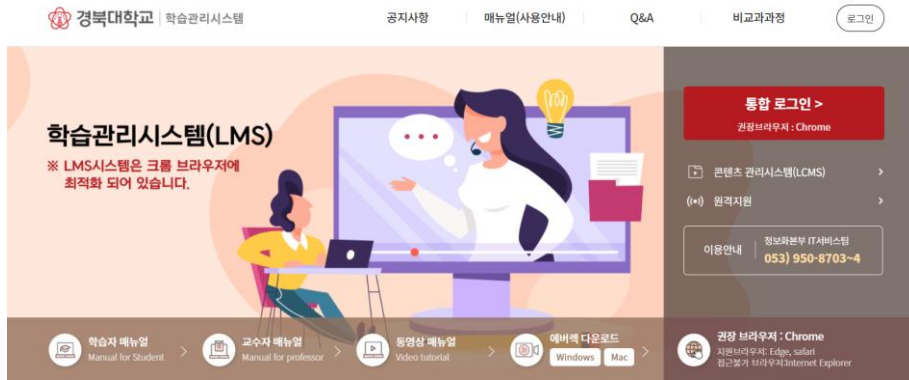 경북대학교 학습관리시스템
공지사항 매뉴얼(사용안내) Q&A 비교과과정 로그인
학습관리시스템(LMS)
※ LMS시스템은 크롬 브라우저에
최적화 되어 있습니다.
통합 로그인 >
권장브라우저 : Chrome
콘텐츠 관리시스템(LCMS) >
원격지원 >
이용안내
정보화본부 IT서비스팀
053) 950-8703~4
학습자 매뉴얼
Manual for Student
교수자 매뉴얼
Manual for professor
동영상 매뉴얼
Video tutorial
에버렉 다운로드
Windows Mac
권장 브라우저 : Chrome
지원브라우저: Edge, safari
접근불가 브라우저:Internet Explorer